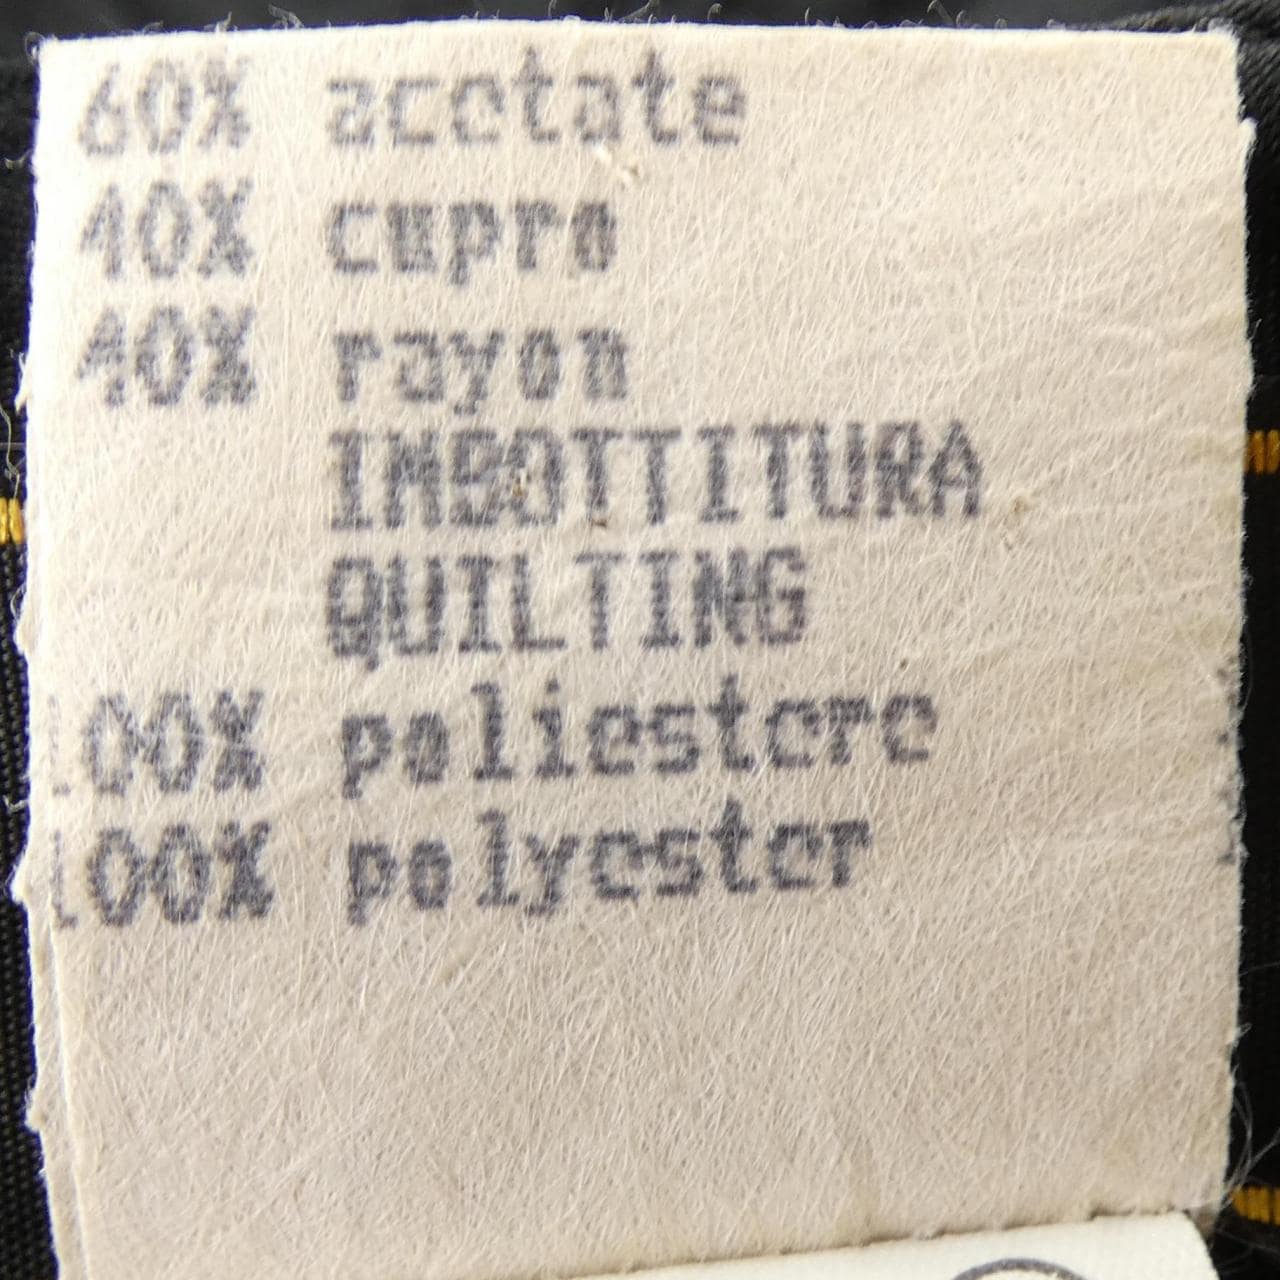 60% acetate
40% cupro
40% rayon
IMBOTTITURA
QUILTING
100% poliestere
100% polyester